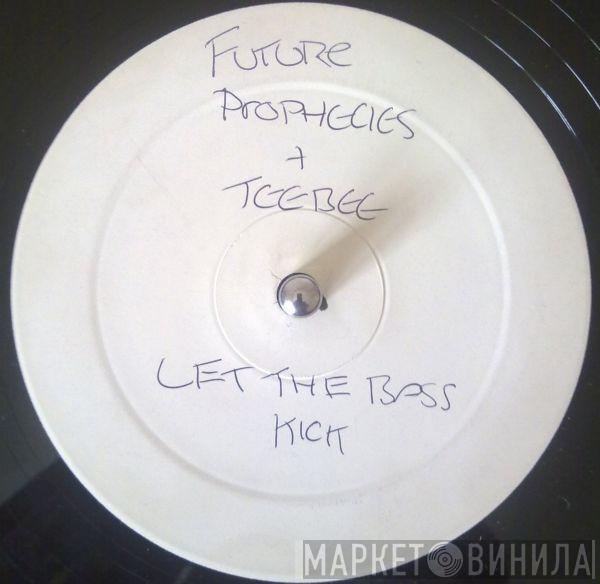 FUTURE
PROPHECIES
+
TEEBEE
LET THE BASS
KICK
МАРКЕТ ВИНИЛА